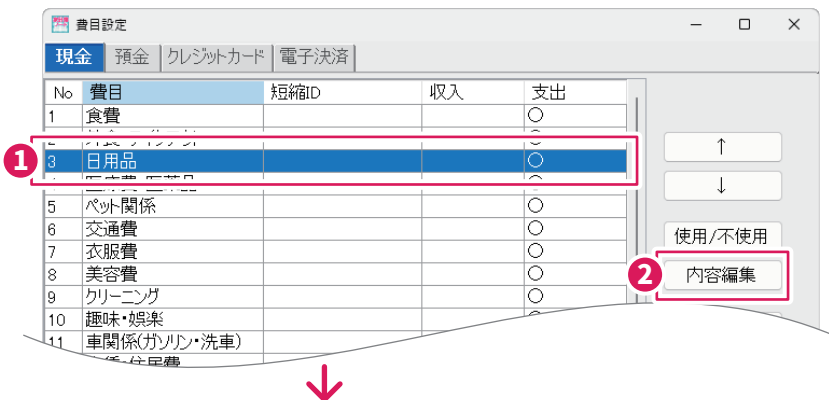 費目設定
現金 預金 クレジットカード 電子決済
No 費目 短縮ID 収入 支出
1 食費 ○
↑
1
3 日用品 ○
↓
5 ペット関係 ○
6 交通費 ○
使用/不使用
7 衣服費 ○
8 美容費 ○
2 内容編集
9 クリーニング ○
10 趣味・娯楽
11 車関係(ガソリン・洗車)